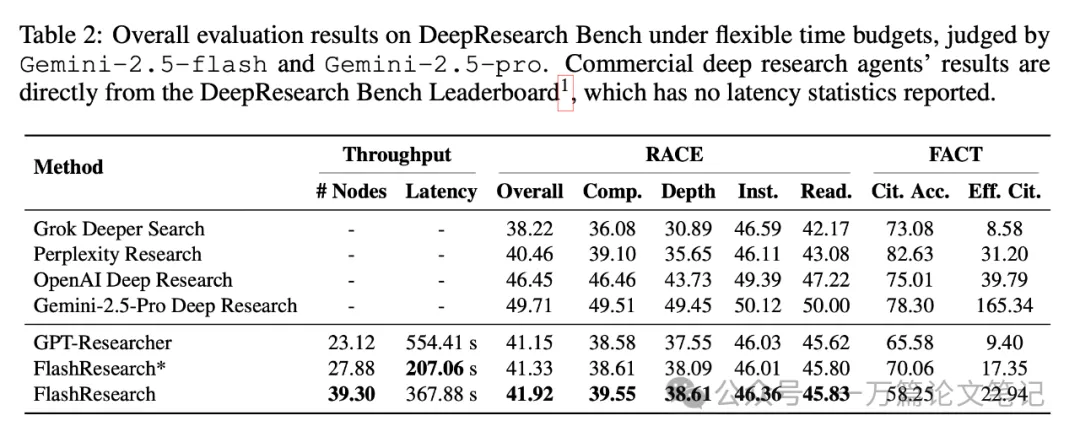 Table 2: Overall evaluation results on DeepResearch Bench under flexible time budgets, judged by
Gemini-2.5-flash and Gemini-2.5-pro. Commercial deep research agents' results are
directly from the DeepResearch Bench Leaderboard1, which has no latency statistics reported.
Method Throughput RACE FACT
# Nodes Latency Overall Comp. Depth Inst. Read. Cit. Acc. Eff. Cit.
Grok Deeper Search - - 38.22 36.08 30.89 46.59 42.17 73.08 8.58
Perplexity Research - - 40.46 39.10 35.65 46.11 43.08 82.63 31.20
OpenAI Deep Research - - 46.45 46.46 43.73 49.39 47.22 75.01 39.79
Gemini-2.5-Pro Deep Research - - 49.71 49.51 49.45 50.12 50.00 78.30 165.34
GPT-Researcher 23.12 554.41 s 41.15 38.58 37.55 46.03 45.62 65.58 9.40
FlashResearch* 27.88 207.06 s 41.33 38.61 38.09 46.01 45.80 70.06 17.35
FlashResearch 39.30 367.88 s 41.92 39.55 38.61 46.36 45.83 58.25 22.94
公众号 · 一万篇论文笔记